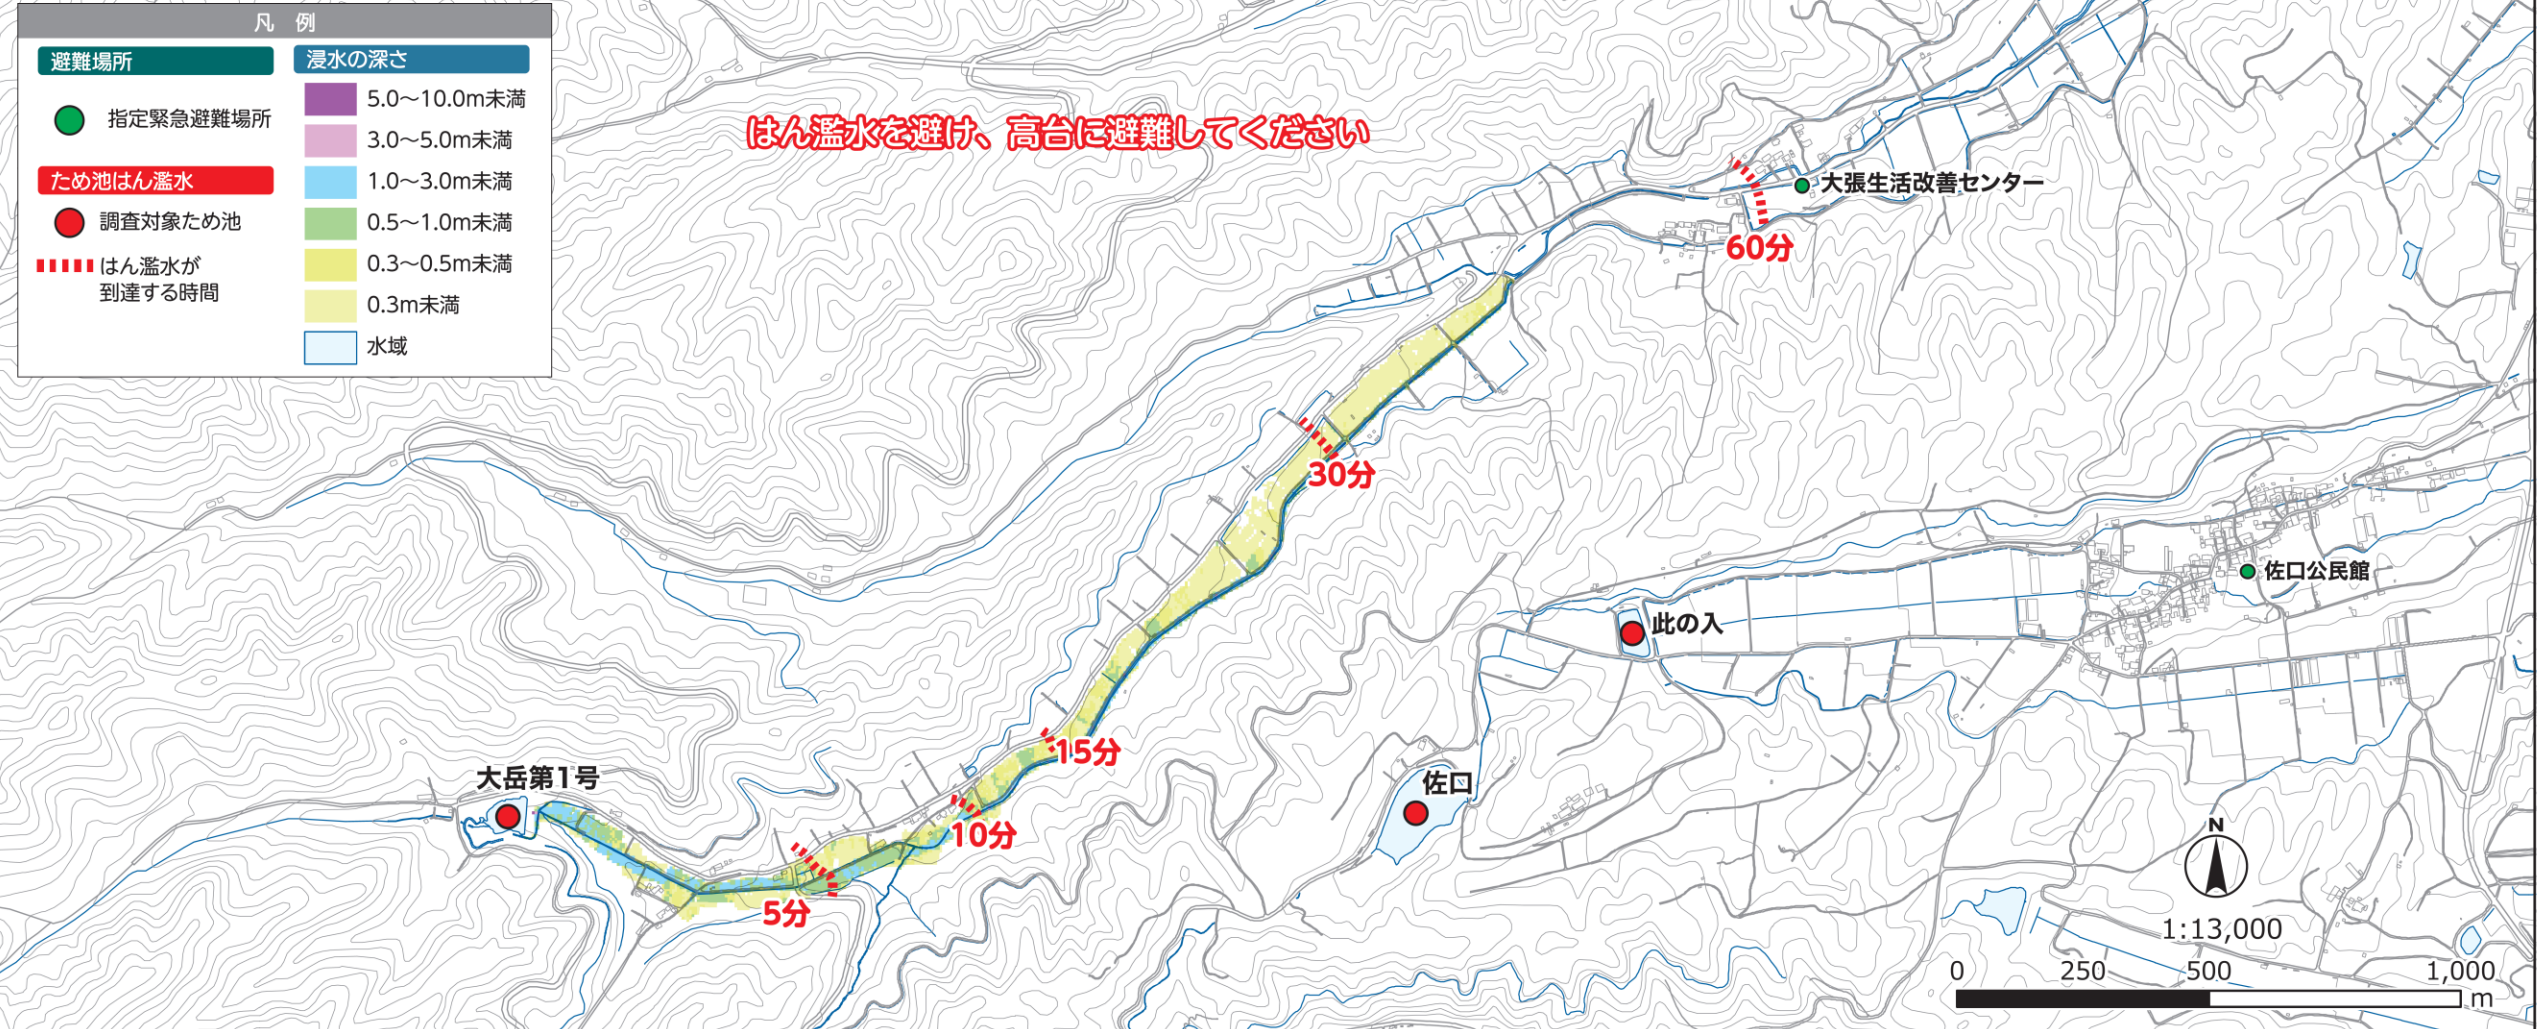 凡 例
避難場所
指定緊急避難場所
ため池はん濫水
調査対象ため池
はん濫水が
到達する時間
浸水の深さ
5.0～10.0m未満
3.0～5.0m未満
1.0～3.0m未満
0.5～1.0m未満
0.3～0.5m未満
0.3m未満
水域
はん濫水を避け、高台に避難してください
大張生活改善センター
60分
30分
佐口公民館
此の入
15分
大岳第1号
佐口
10分
5分
N
1:13,000
0 250 500 1,000
m